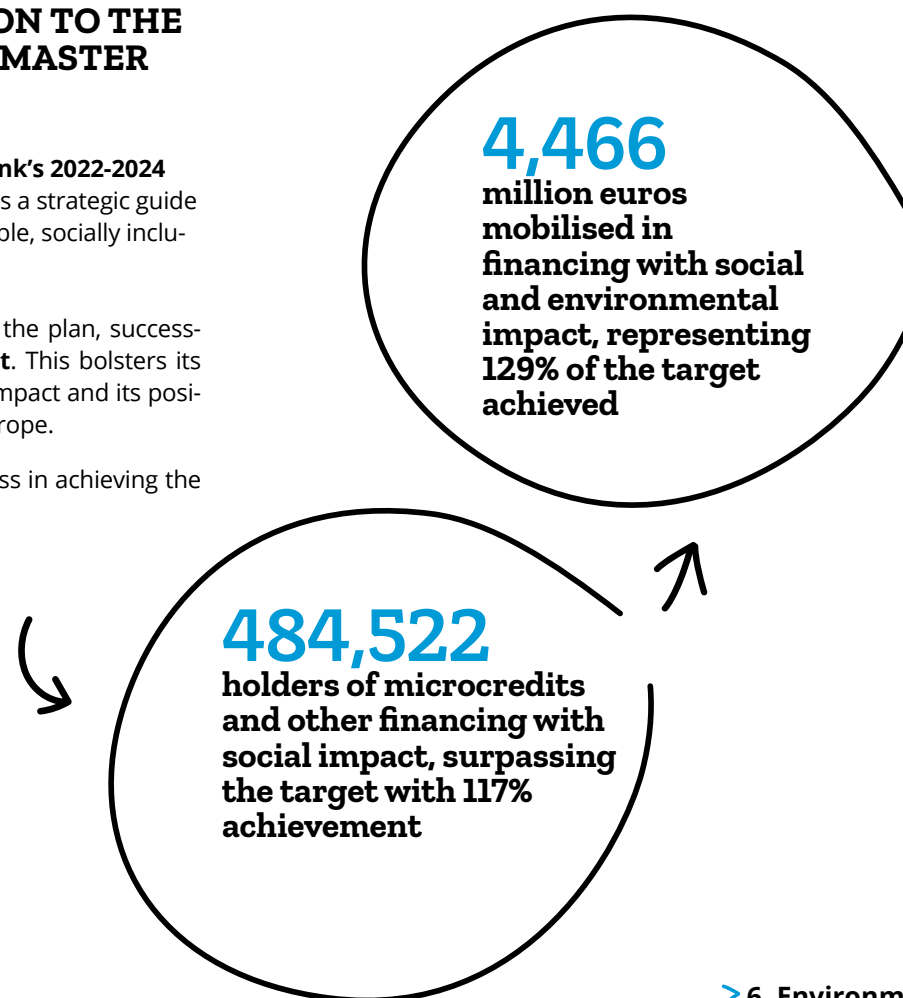 ON TO THE
MASTER
nk's 2022-2024
s a strategic guide
ple, socially inclu-
the plan, success-
t. This bolsters its
mpact and its posi-
rope.
ss in achieving the
4,466
million euros
mobilised in
financing with social
and environmental
impact, representing
129% of the target
achieved
484,522
holders of microcredits
and other financing with
social impact, surpassing
the target with 117%
achievement
> 6. Environm